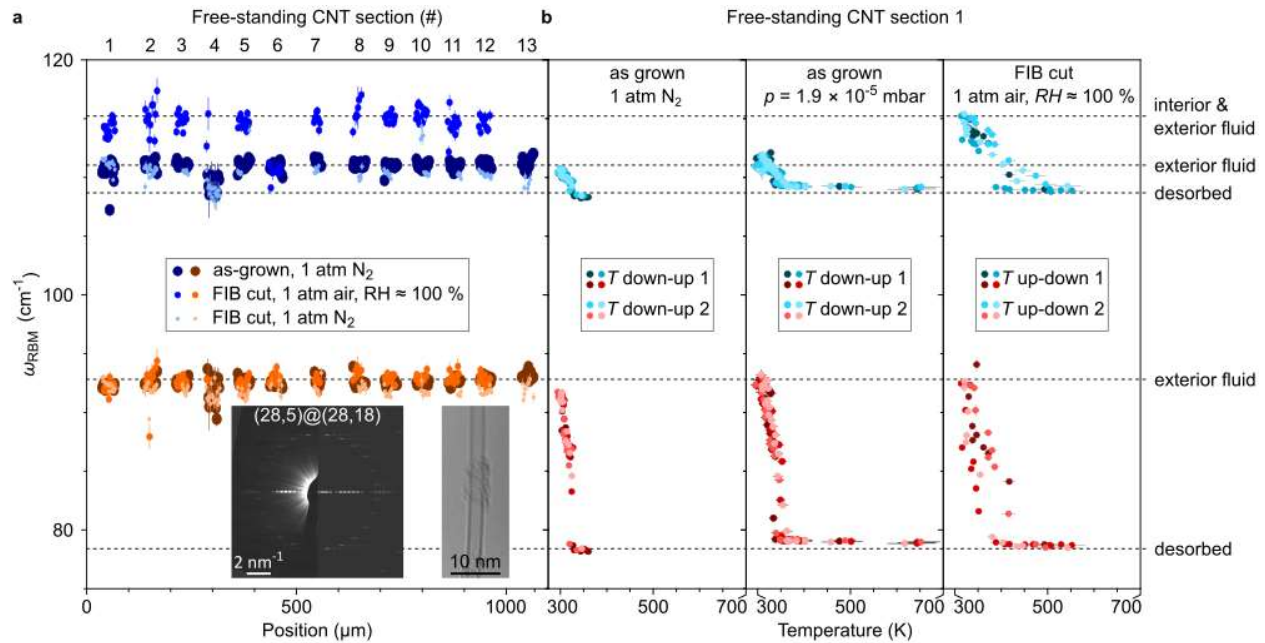 a
Free-standing CNT section (#)
1 2 3 4 5 6 7 8 9 10 11 12 13
120
100
80
ωRBM (cm⁻¹)
as-grown, 1 atm N₂
FIB cut, 1 atm air, RH ≈ 100 %
FIB cut, 1 atm N₂
(28,5)@(28,18)
2 nm⁻¹
10 nm
0 500 1000
Position (µm)
b
Free-standing CNT section 1
as grown
1 atm N₂
as grown
p = 1.9 × 10⁻⁵ mbar
FIB cut
1 atm air, RH ≈ 100 %
T down-up 1
T down-up 2
T down-up 1
T down-up 2
T up-down 1
T up-down 2
interior &
exterior fluid
exterior fluid
desorbed
exterior fluid
desorbed
300 500 700
300 500 700
300 500 700
Temperature (K)